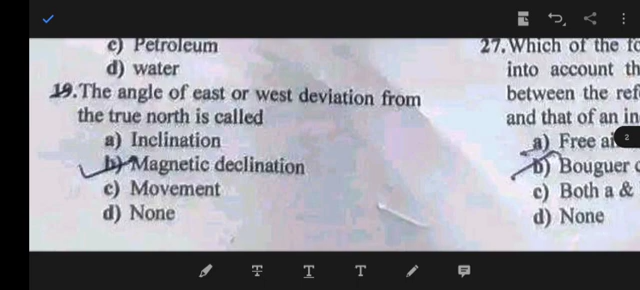 c) Petroleum
d) water
19. The angle of east or west deviation from
the true north is called
a) Inclination
b) Magnetic declination
c) Movement
d) None
27. Which of the
into account
between the
and that of an
a) Free
b) Bouguer
c) Both a &
d) None
2
T
T
T